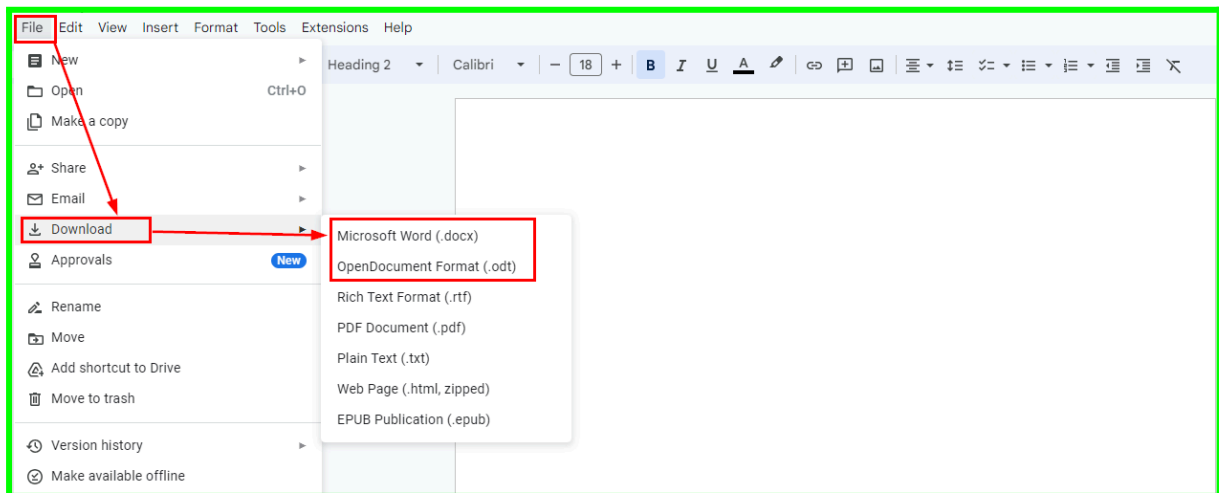 File Edit View Insert Format Tools Extensions Help
Heading 2 Calibri 18 B I U A
New
Open Ctrl+O
Make a copy
Share
Email
Download
Approvals New
Rename
Move
Add shortcut to Drive
Move to trash
Version history
Make available offline
Microsoft Word (.docx)
OpenDocument Format (.odt)
Rich Text Format (.rtf)
PDF Document (.pdf)
Plain Text (.txt)
Web Page (.html, zipped)
EPUB Publication (.epub)